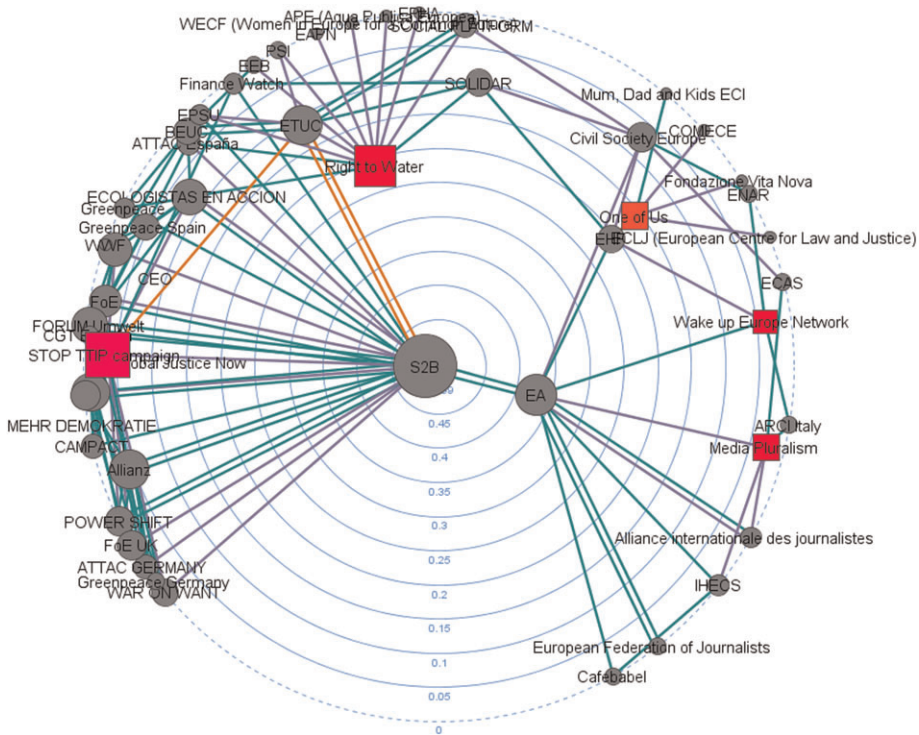 EPHA
APE (Aqua Publica Europea)
WECF (Women in Europe for a Common Future)
SOCIAL PLATFORM
EAPN
PSI
EEB
Finance Watch
SOLIDAR
Mum, Dad and Kids ECI
EPSU
ETUC
BEUC
COMECE
Civil Society Europe
ATTAC España
Right to Water
Fondazione Vita Nova
ECOLOGISTAS EN ACCION
ENAR
Greenpeace
One of Us
Greenpeace Spain
ECLJ (European Centre for Law and Justice)
WWF
CEO
ECAS
FoE
Wake up Europe Network
FORUM Umwelt
STOP TTIP campaign
Global Justice Now
S2B
EA
0.45
MEHR DEMOKRATIE
ARCI Italy
CAMPACT
Media Pluralism
0.4
Allianz
0.35
POWER SHIFT
0.3
Alliance internationale des journalistes
FoE UK
0.25
ATTAC GERMANY
Greenpeace Germany
IHECS
WAR ON WANT
0.2
0.15
European Federation of Journalists
0.1
Cafébabel
0.05
0